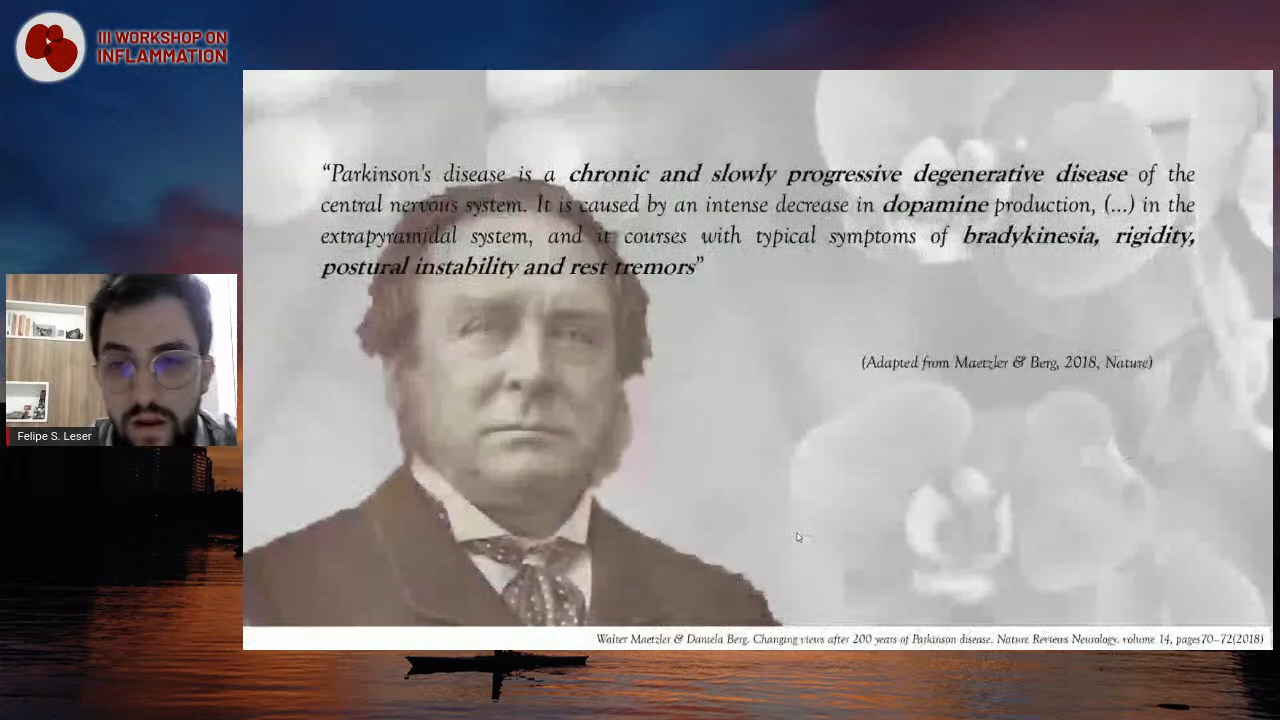 III WORKSHOP ON
INFLAMMATION
“Parkinson's disease is a chronic and slowly progressive degenerative disease of the
central nervous system. It is caused by an intense decrease in dopamine production, (...) in the
extrapyramidal system, and it courses with typical symptoms of bradykinesia, rigidity,
postural instability and rest tremors”
(Adapted from Maetzler & Berg, 2018, Nature)
Felipe S. Leser
Walter Maetzler & Daniela Berg. Changing views after 200 years of Parkinson disease. Nature Reviews Neurology. volume 14, pages70–72(2018)